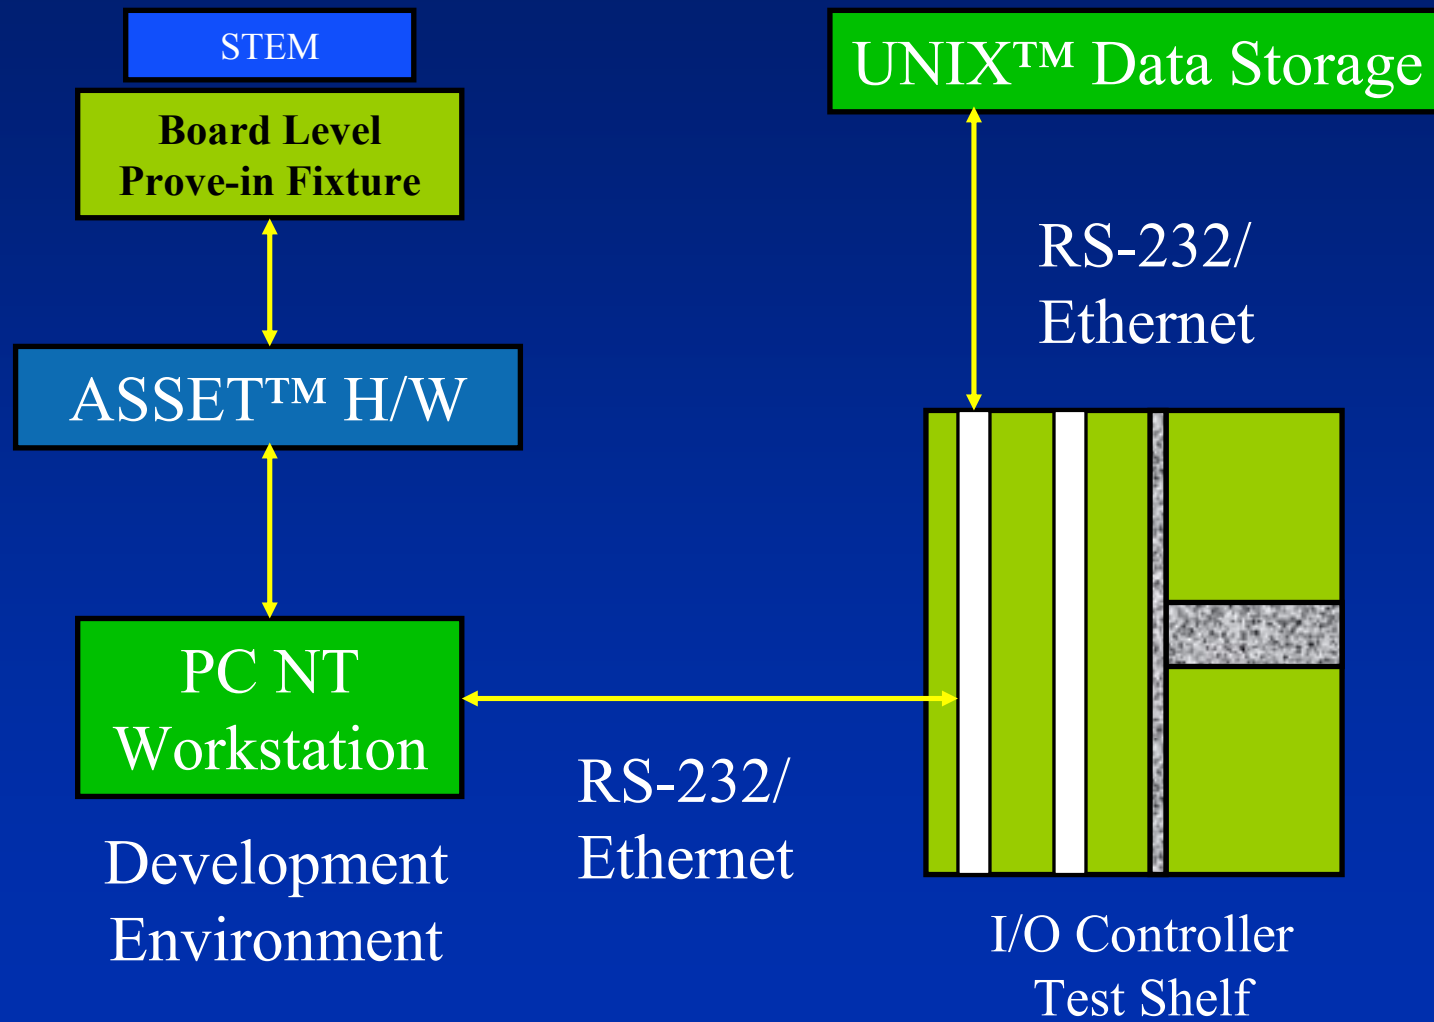 STEM
Board Level
Prove-in Fixture
ASSET™ H/W
PC NT
Workstation
Development
Environment
UNIX™ Data Storage
RS-232/
Ethernet
RS-232/
Ethernet
I/O Controller
Test Shelf